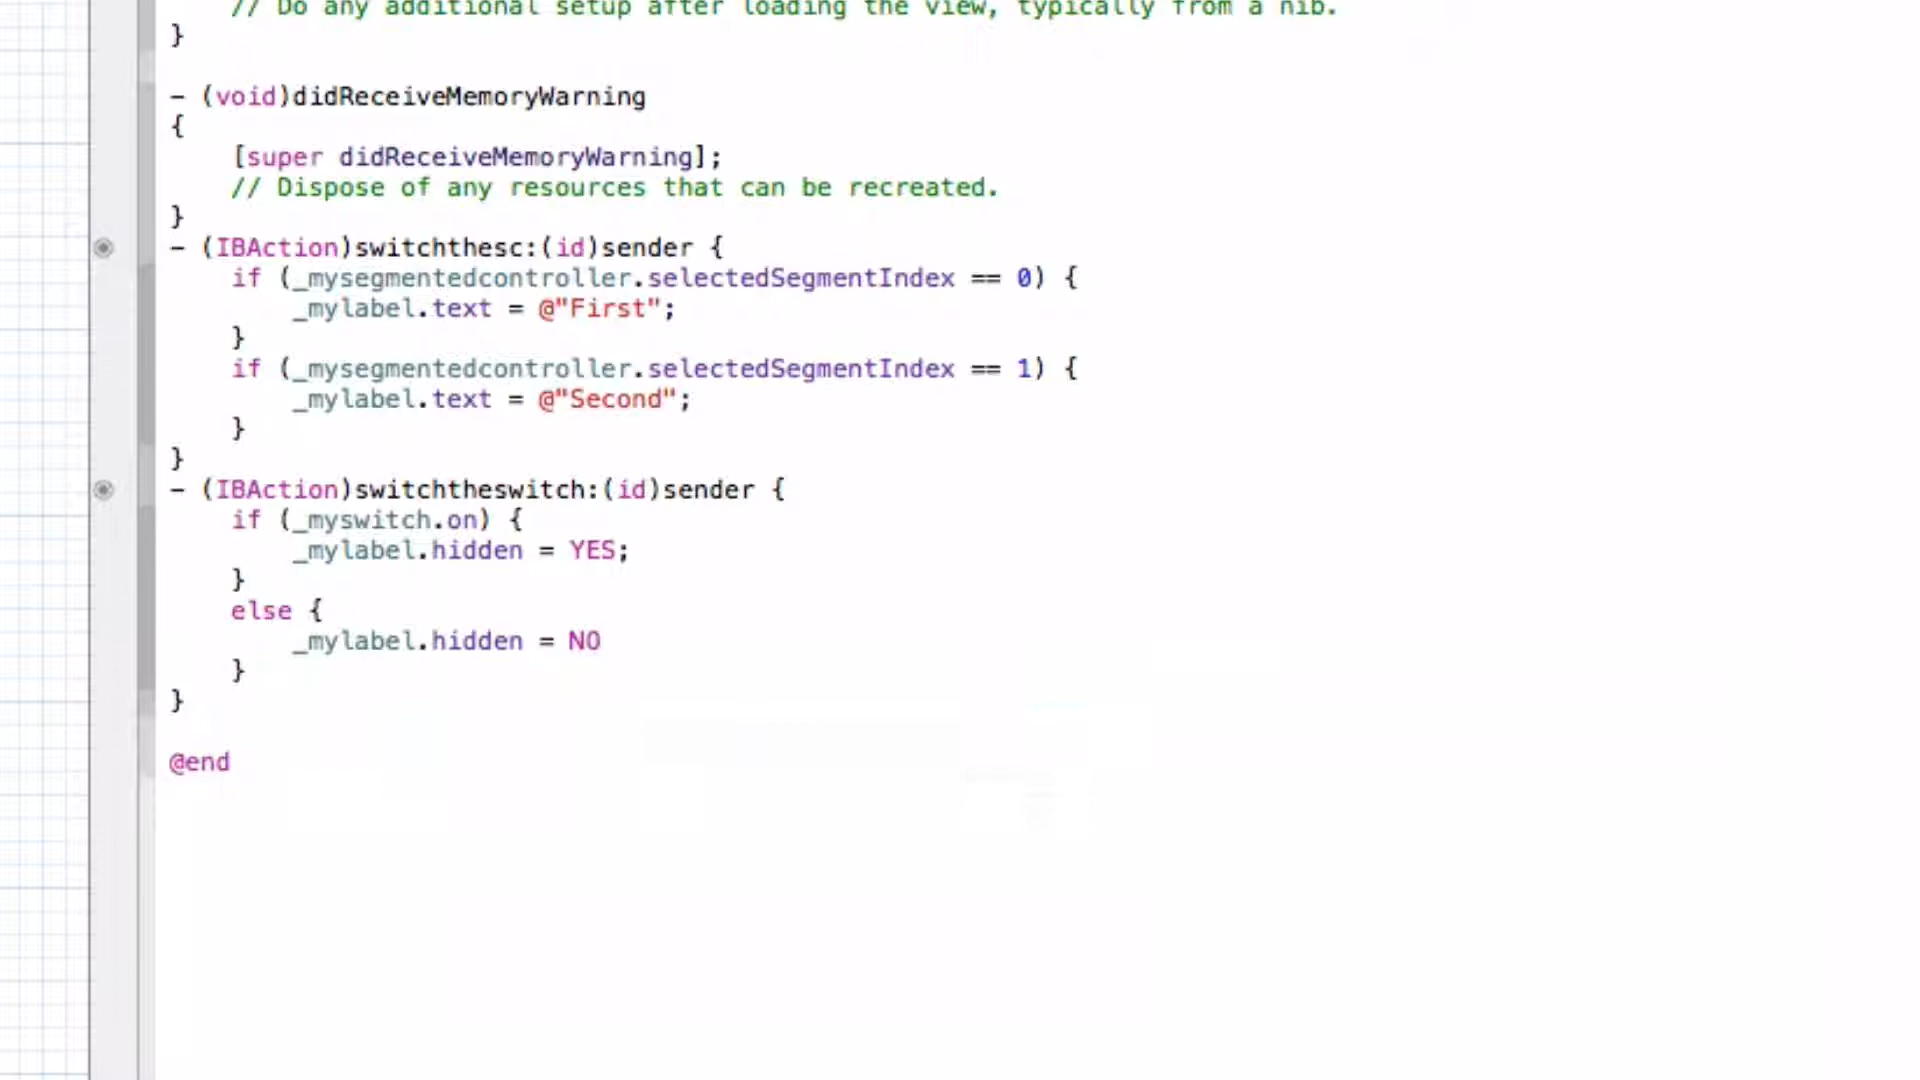 // Do any additional setup after loading the view, typically from a nib.
}
- (void)didReceiveMemoryWarning
{
[super didReceiveMemoryWarning];
// Dispose of any resources that can be recreated.
}
- (IBAction)switchthesc:(id)sender {
if (_mysegmentedcontroller.selectedSegmentIndex == 0) {
_mylabel.text = @"First";
}
if (_mysegmentedcontroller.selectedSegmentIndex == 1) {
_mylabel.text = @"Second";
}
}
- (IBAction)switchtheswitch:(id)sender {
if (_myswitch.on) {
_mylabel.hidden = YES;
}
else {
_mylabel.hidden = NO
}
}
@end